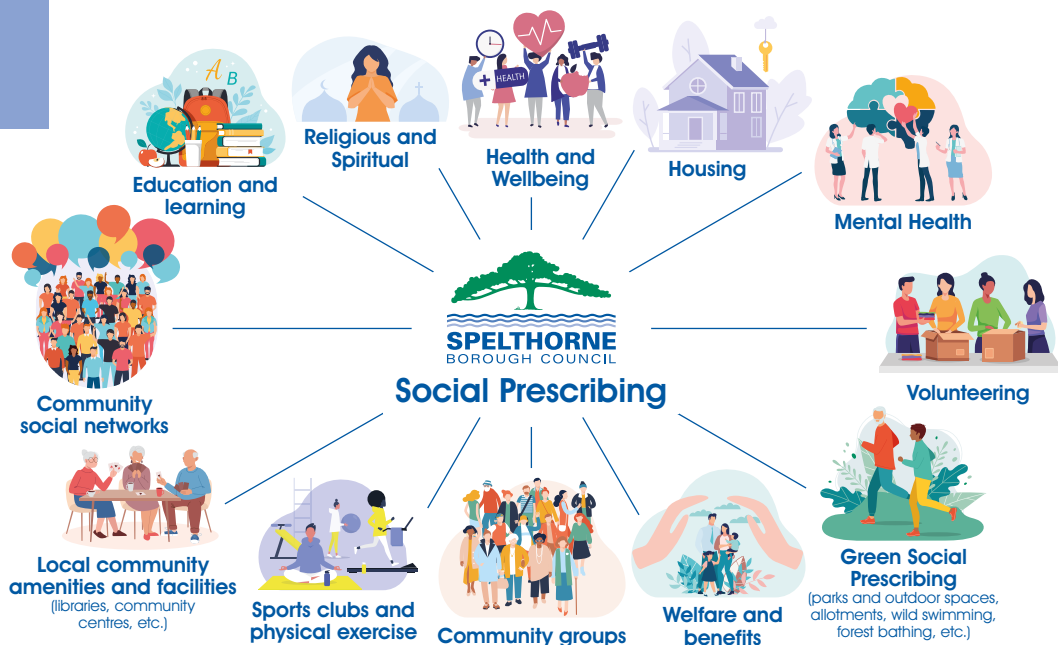 A B
Education and
learning
Religious and
Spiritual
HEALTH
Health and
Wellbeing
Housing
Mental Health
Community
social networks
SPELTHORNE
BOROUGH COUNCIL
Social Prescribing
Volunteering
Local community
amenities and facilities
(libraries, community
centres, etc.)
Sports clubs and
physical exercise
Community groups
Welfare and
benefits
Green Social
Prescribing
(parks and outdoor spaces,
allotments, wild swimming,
forest bathing, etc.)